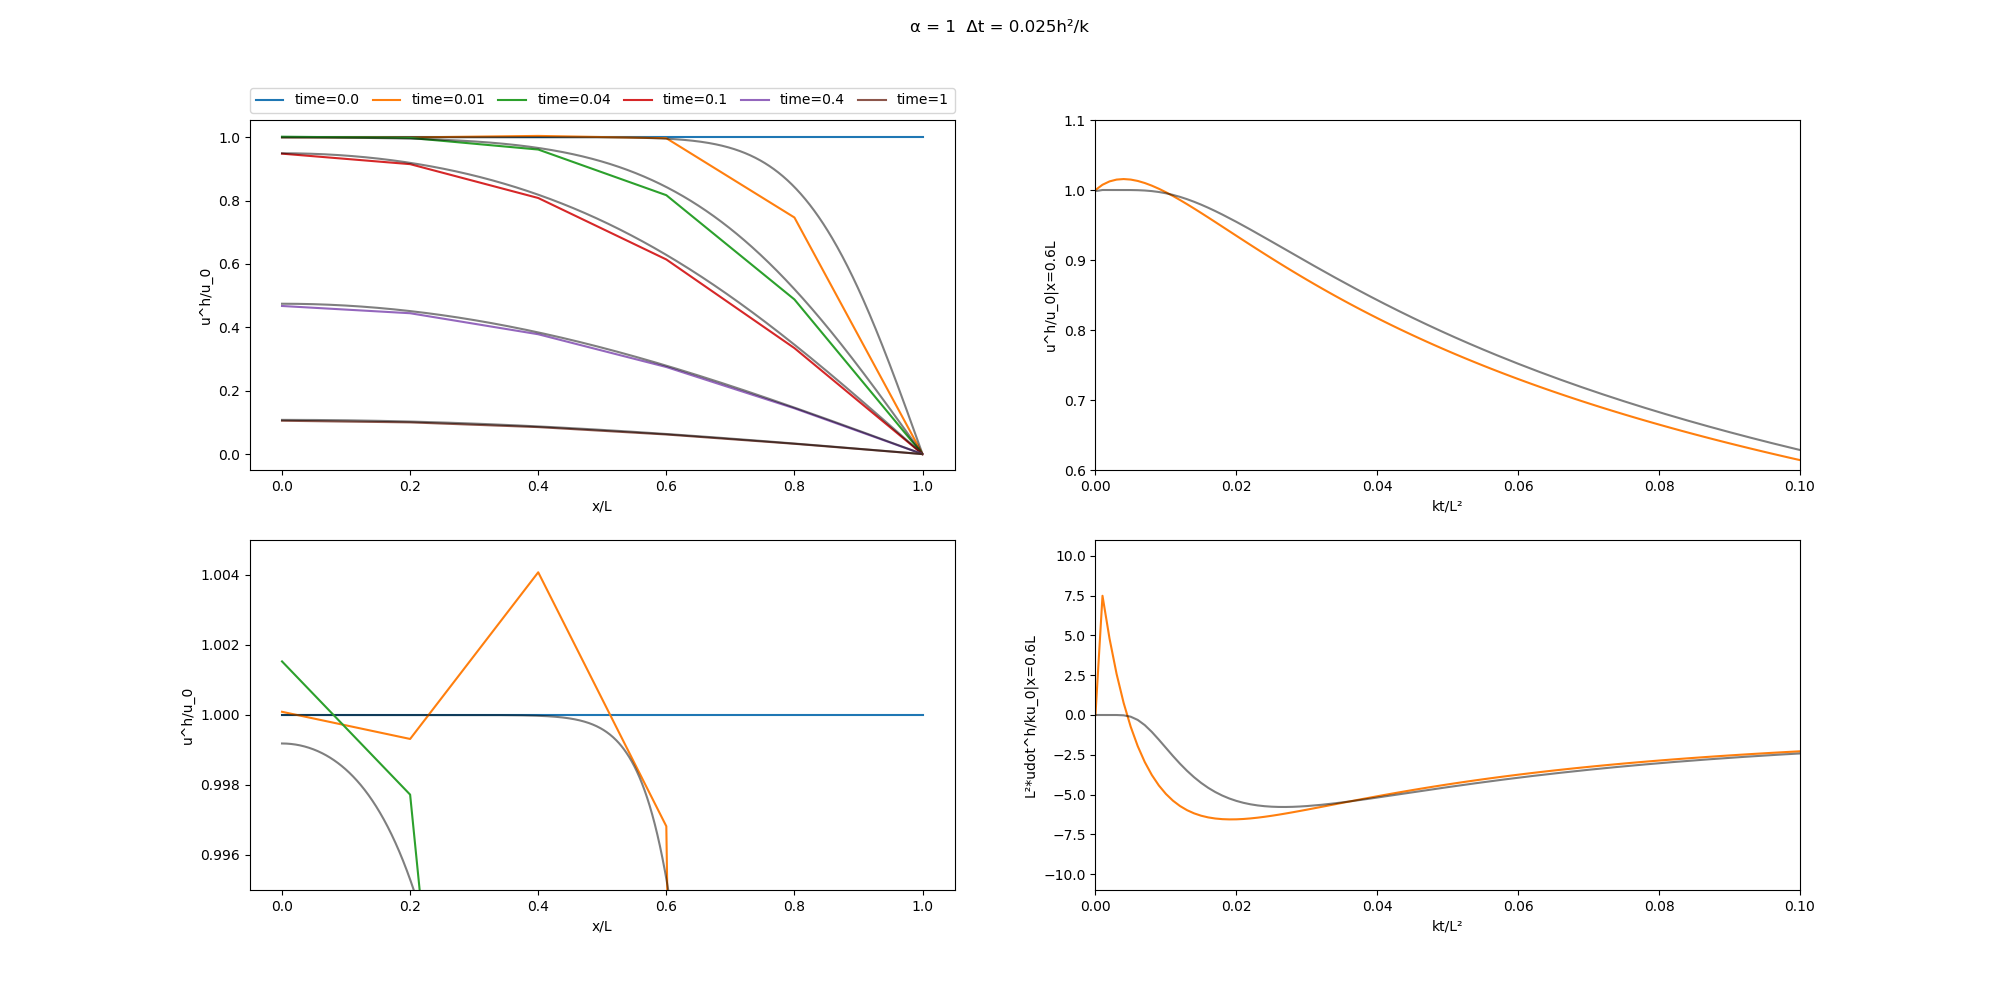 α = 1  Δt = 0.025h²/k
time=0.0 time=0.01 time=0.04 time=0.1 time=0.4 time=1
1.0
0.8
0.6
0.4
0.2
0.0
u^h/u_0
0.0 0.2 0.4 0.6 0.8 1.0
x/L
1.1
1.0
0.9
0.8
0.7
0.6
u^h/u_0|x=0.6L
0.00 0.02 0.04 0.06 0.08 0.10
kt/L²
1.004
1.002
1.000
0.998
0.996
u^h/u_0
0.0 0.2 0.4 0.6 0.8 1.0
x/L
10.0
7.5
5.0
2.5
0.0
−2.5
−5.0
−7.5
−10.0
L²*udot^h/ku_0|x=0.6L
0.00 0.02 0.04 0.06 0.08 0.10
kt/L²